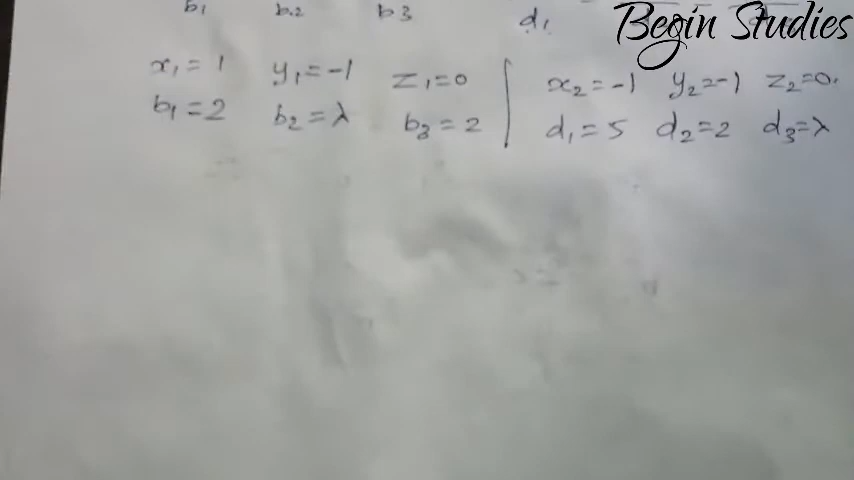 Begin Studies
b1 b2 b3 d1
x1 = 1 y1 = -1 z1 = 0 | x2 = -1 y2 = -1 z2 = 0.
b1 = 2 b2 = λ b3 = 2 | d1 = 5 d2 = 2 d3 = λ